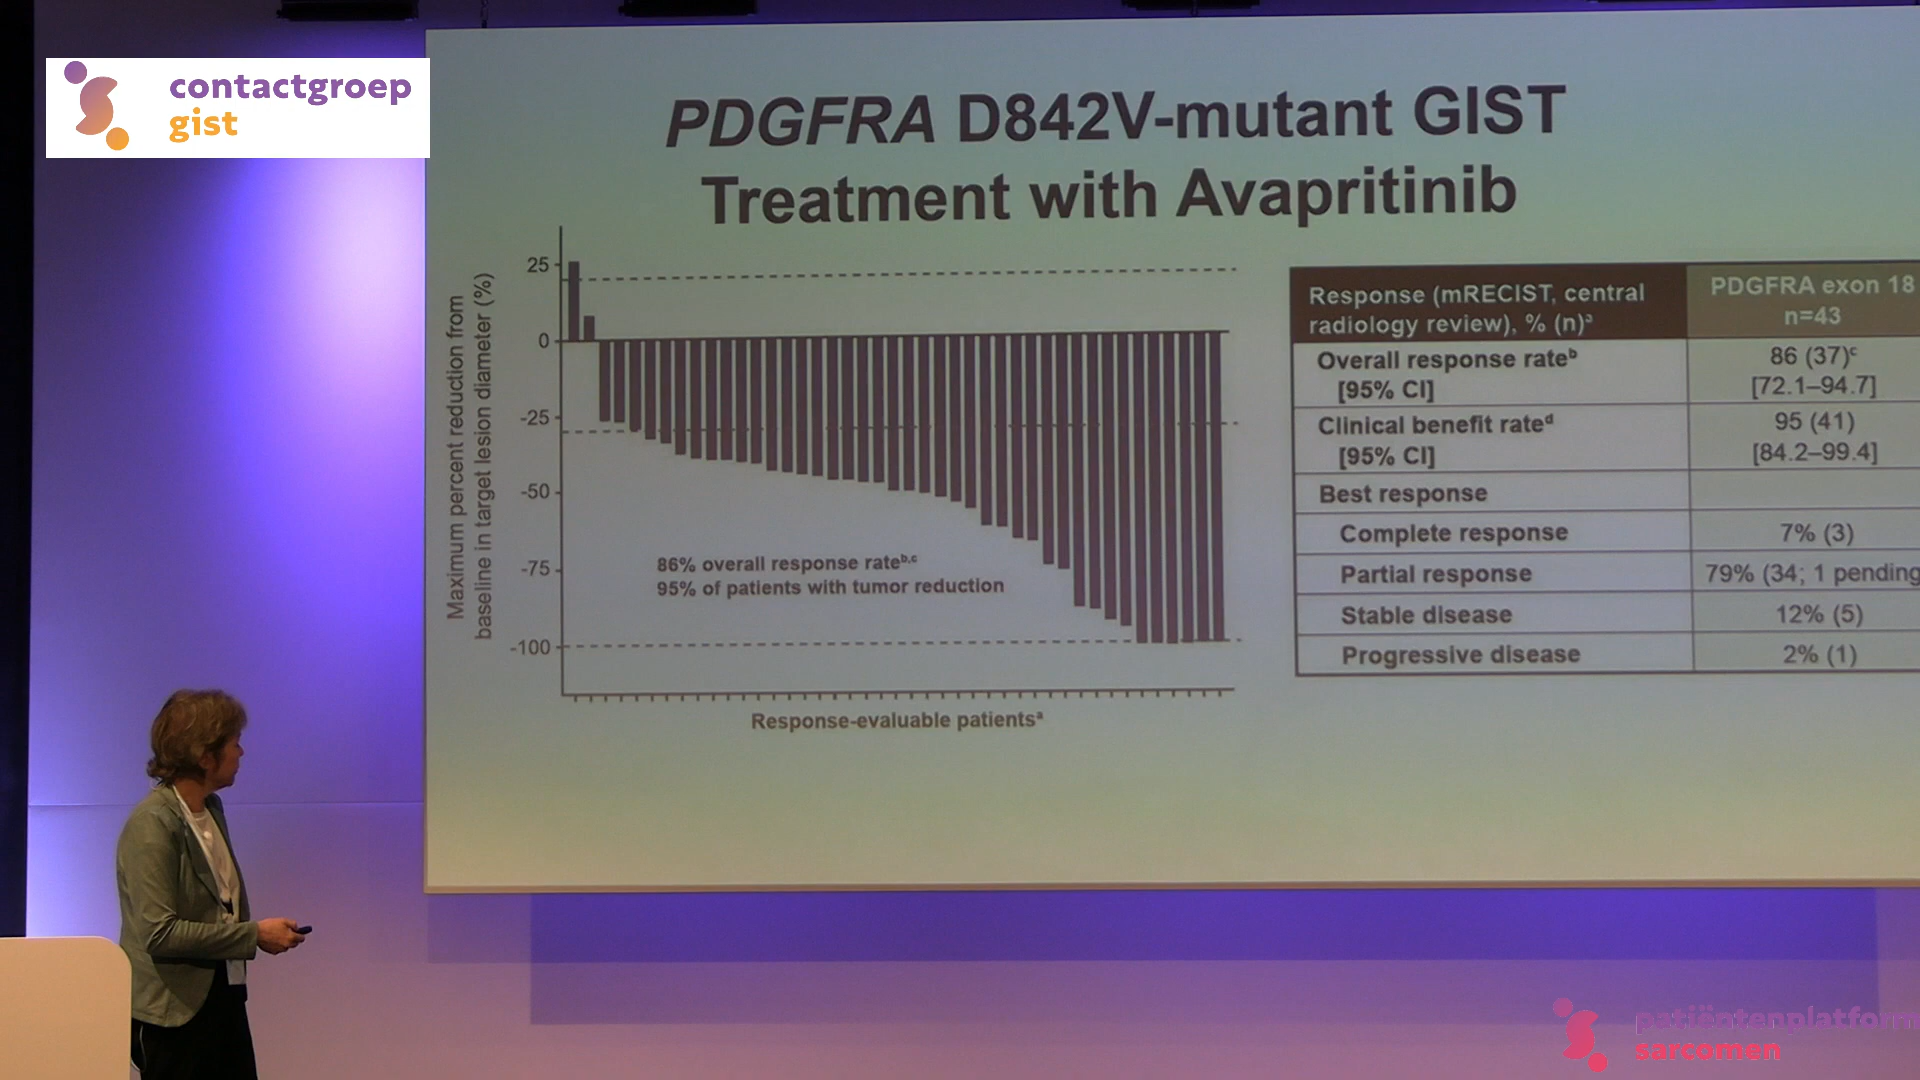 contactgroep
gist
PDGFRA D842V-mutant GIST
Treatment with Avapritinib
Maximum percent reduction from
baseline in target lesion diameter (%)
25
0
-25
-50
-75
-100
86% overall response rateb,c
95% of patients with tumor reduction
Response-evaluable patientsa
Response (mRECIST, central
radiology review), % (n)a
PDGFRA exon 18
n=43
Overall response rateb
[95% CI]
86 (37)c
[72.1–94.7]
Clinical benefit rated
[95% CI]
95 (41)
[84.2–99.4]
Best response
Complete response
7% (3)
Partial response
79% (34; 1 pending
Stable disease
12% (5)
Progressive disease
2% (1)
patiëntenplatform
sarcomen